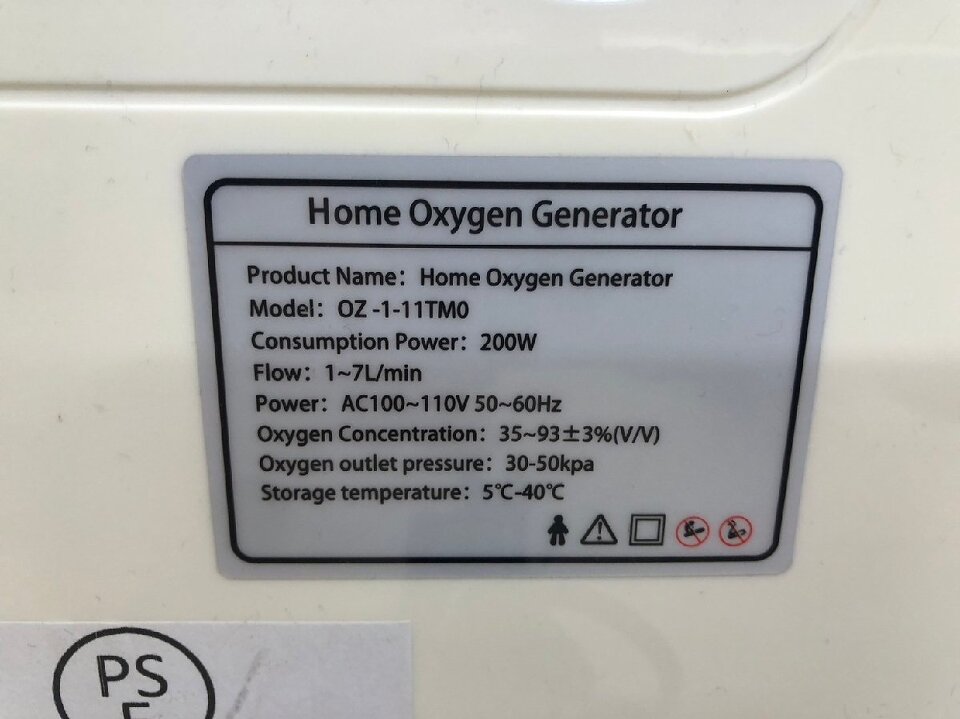 Home Oxygen Generator
Product Name: Home Oxygen Generator
Model: OZ -1-11TM0
Consumption Power: 200W
Flow: 1~7L/min
Power: AC100~110V 50~60Hz
Oxygen Concentration: 35~93±3%(V/V)
Oxygen outlet pressure: 30-50kpa
Storage temperature: 5℃-40℃
PS
E